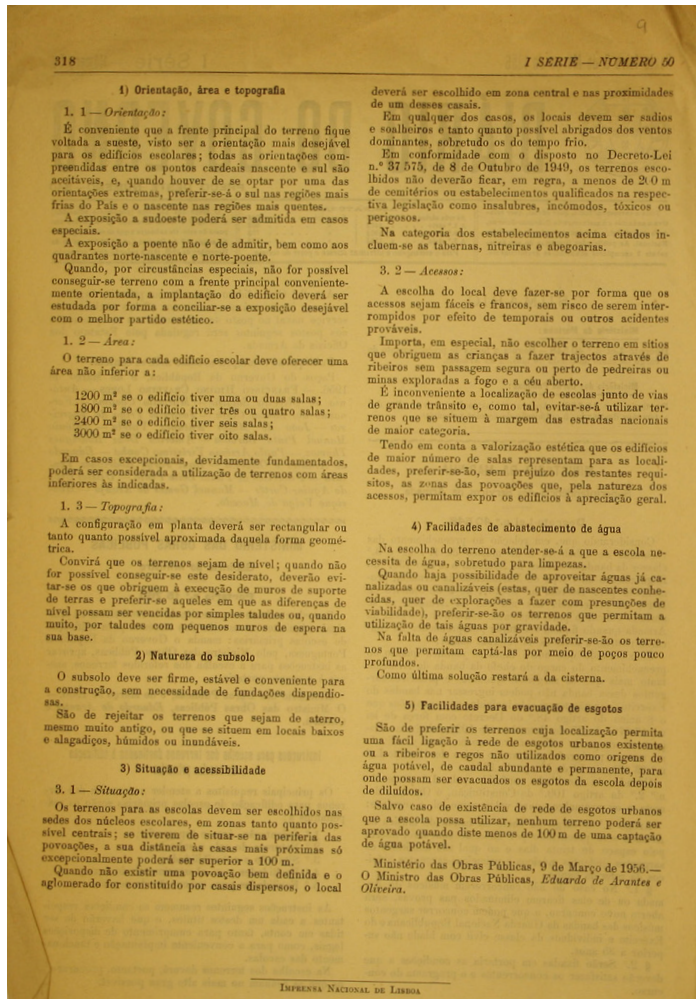 9
318
I SÉRIE — NÚMERO 50
1) Orientação, área e topografia
1. 1 — Orientação:
É conveniente que a frente principal do terreno fique
voltada a sueste, visto ser a orientação mais desejável
para os edifícios escolares; todas as orientações com-
preendidas entre os pontos cardeais nascente e sul são
aceitáveis, e, quando houver de se optar por uma das
orientações extremas, preferir-se-á o sul nas regiões mais
frias do País e o nascente nas regiões mais quentes.
A exposição a sudoeste poderá ser admitida em casos
especiais.
A exposição a poente não é de admitir, bem como aos
quadrantes norte-nascente e norte-poente.
Quando, por circustâncias especiais, não for possível
conseguir-se terreno com a frente principal conveniente-
mente orientada, a implantação do edifício deverá ser
estudada por forma a conciliar-se a exposição desejável
com o melhor partido estético.
1. 2 — Área:
O terreno para cada edifício escolar deve oferecer uma
área não inferior a:
1200 m² se o edifício tiver uma ou duas salas;
1800 m² se o edifício tiver três ou quatro salas;
2400 m² se o edifício tiver seis salas;
3000 m² se o edifício tiver oito salas.
Em casos excepcionais, devidamente fundamentados,
poderá ser considerada a utilização de terrenos com áreas
inferiores às indicadas.
1. 3 — Topografia:
A configuração em planta deverá ser rectangular ou
tanto quanto possível aproximada daquela forma geomé-
trica.
Convirá que os terrenos sejam de nível; quando não
for possível conseguir-se este desiderato, deverão evi-
tar-se os que obriguem à execução de muros de suporte
de terras e preferir-se aqueles em que as diferenças de
nível possam ser vencidas por simples taludes ou, quando
muito, por taludes com pequenos muros de espera na
sua base.
2) Natureza do subsolo
O subsolo deve ser firme, estável e conveniente para
a construção, sem necessidade de fundações dispendio-
sas.
São de rejeitar os terrenos que sejam de aterro,
mesmo muito antigo, ou que se situem em locais baixos
e alagadiços, húmidos ou inundáveis.
3) Situação e acessibilidade
3. 1 — Situação:
Os terrenos para as escolas devem ser escolhidos nas
sedes dos núcleos escolares, em zonas tanto quanto pos-
sível centrais; se tiverem de situar-se na periferia das
povoações, a sua distância às casas mais próximas só
excepcionalmente poderá ser superior a 100 m.
Quando não existir uma povoação bem definida e o
aglomerado for constituído por casais dispersos, o local
deverá ser escolhido em zona central e nas proximidades
de um desses casais.
Em qualquer dos casos, os locais devem ser sadios
e soalheiros e tanto quanto possível abrigados dos ventos
dominantes, sobretudo os do tempo frio.
Em conformidade com o disposto no Decreto-Lei
n.º 37 575, de 8 de Outubro de 1949, os terrenos esco-
lhidos não deverão ficar, em regra, a menos de 200 m
de cemitérios ou estabelecimentos qualificados na respec-
tiva legislação como insalubres, incómodos, tóxicos ou
perigosos.
Na categoria dos estabelecimentos acima citados in-
cluem-se as tabernas, nitreiras e abegoarias.
3. 2 — Acessos:
A escolha do local deve fazer-se por forma que os
acessos sejam fáceis e francos, sem risco de serem inter-
rompidos por efeito de temporais ou outros acidentes
prováveis.
Importa, em especial, não escolher o terreno em sítios
que obriguem as crianças a fazer trajectos através de
ribeiros sem passagem segura ou perto de pedreiras ou
minas exploradas a fogo e a céu aberto.
É inconveniente a localização de escolas junto de vias
de grande trânsito e, como tal, evitar-se-á utilizar ter-
renos que se situem à margem das estradas nacionais
de maior categoria.
Tendo em conta a valorização estética que os edifícios
de maior número de salas representam para as locali-
dades, preferir-se-ão, sem prejuízo dos restantes requi-
sitos, as zonas das povoações que, pela natureza dos
acessos, permitam expor os edifícios à apreciação geral.
4) Facilidades de abastecimento de água
Na escolha do terreno atender-se-á a que a escola ne-
cessita de água, sobretudo para limpezas.
Quando haja possibilidade de aproveitar águas já ca-
nalizadas ou canalizáveis (estas, quer de nascentes conhe-
cidas, quer de explorações a fazer com presunções de
viabilidade), preferir-se-ão os terrenos que permitam a
utilização de tais águas por gravidade.
Na falta de águas canalizáveis preferir-se-ão os terre-
nos que permitam captá-las por meio de poços pouco
profundos.
Como última solução restará a da cisterna.
5) Facilidades para evacuação de esgotos
São de preferir os terrenos cuja localização permita
uma fácil ligação à rede de esgotos urbanos existente
ou a ribeiros e regos não utilizados como origens de
água potável, de caudal abundante e permanente, para
onde possam ser evacuados os esgotos da escola depois
de diluídos.
Salvo caso de existência de rede de esgotos urbanos
que a escola possa utilizar, nenhum terreno poderá ser
aprovado quando diste menos de 100 m de uma captação
de água potável.
Ministério das Obras Públicas, 9 de Março de 1956.—
O Ministro das Obras Públicas, Eduardo de Arantes e
Oliveira.
IMPRENSA NACIONAL DE LISBOA